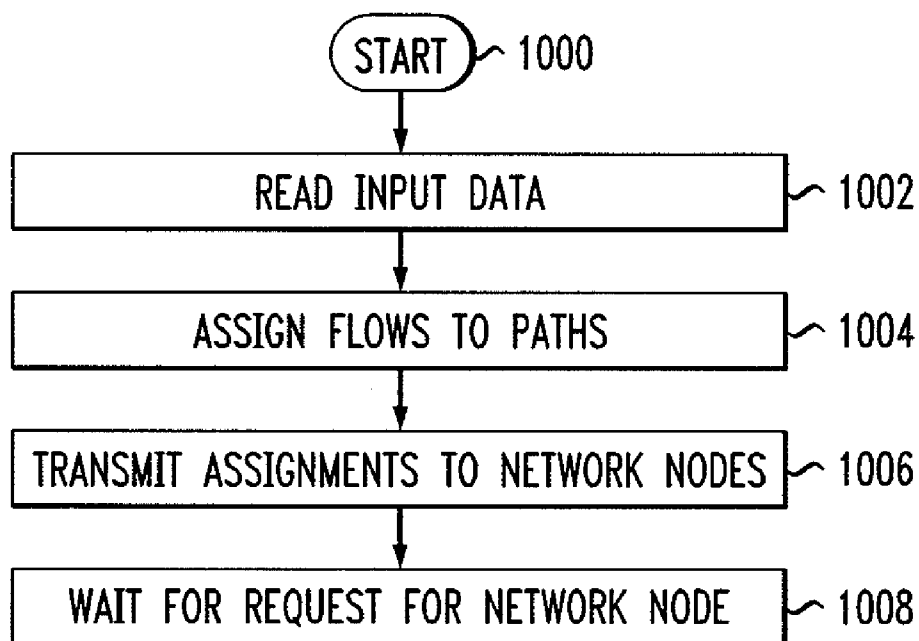 START 1000
READ INPUT DATA 1002
ASSIGN FLOWS TO PATHS 1004
TRANSMIT ASSIGNMENTS TO NETWORK NODES 1006
WAIT FOR REQUEST FOR NETWORK NODE 1008